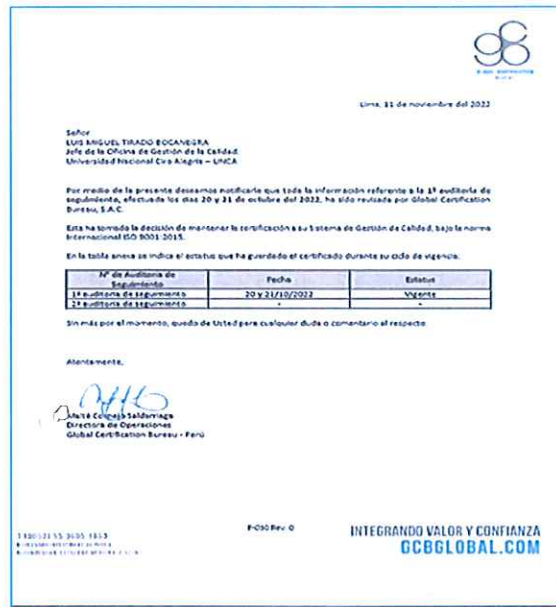 Lima, 11 de noviembre del 2022
Señor
LUIS MIGUEL TIRADO BOCANEGRA
Jefe de la Oficina de Gestión de la Calidad
Universidad Nacional Ciro Alegría – UNCA
Por medio de la presente deseamos notificarle que toda la información referente a la 1ª auditoría de
seguimiento, efectuada los días 20 y 21 de octubre del 2022, ha sido revisada por Global Certification
Bureau, S.A.C.
Esta ha tomado la decisión de mantener la certificación a su Sistema de Gestión de Calidad, bajo la norma
Internacional ISO 9001:2015.
En la tabla anexa se indica el estatus que ha guardado el certificado durante su ciclo de vigencia.
Nº de Auditoría de Seguimiento Fecha Estatus
1ª auditoría de seguimiento 20 y 21/10/2022 Vigente
2ª auditoría de seguimiento - -
Sin más por el momento, quedo de Usted para cualquier duda o comentario al respecto.
Atentamente,
Saldarriaga
Directora de Operaciones
Global Certification Bureau - Perú
Rev. 0
INTEGRANDO VALOR Y CONFIANZA
GCBGLOBAL.COM